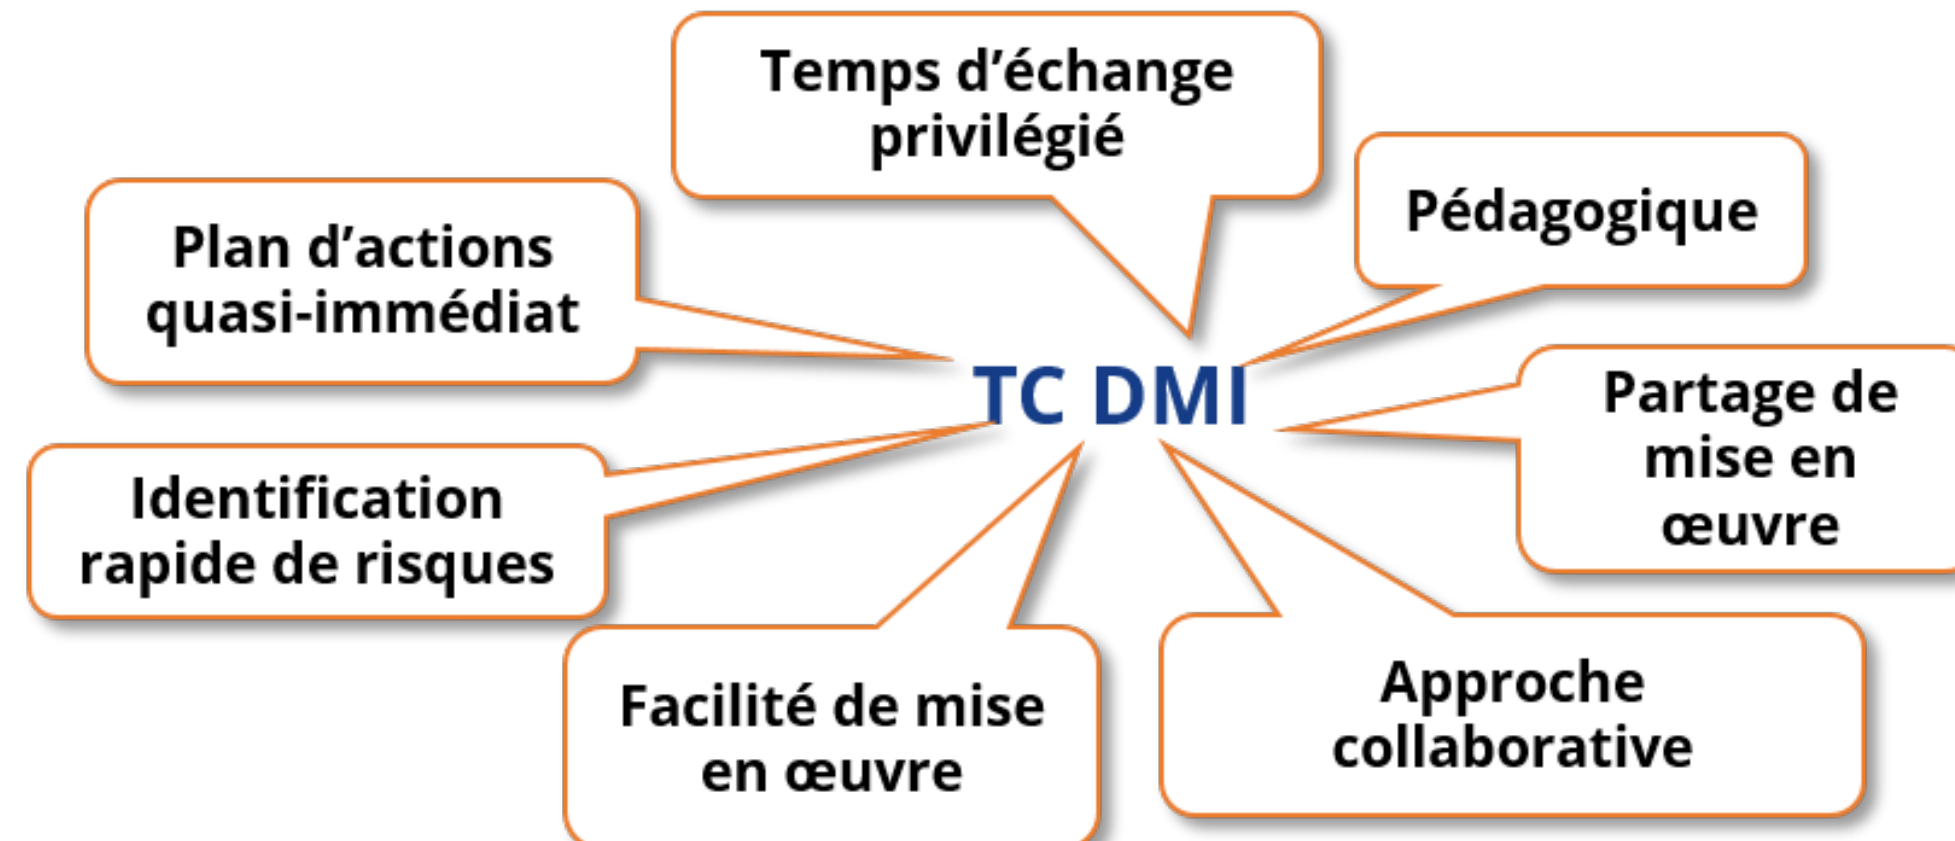 Temps d’échange
privilégié
Pédagogique
Plan d’actions
quasi-immédiat
TC DMI
Partage de
mise en
œuvre
Identification
rapide de risques
Facilité de mise
en œuvre
Approche
collaborative